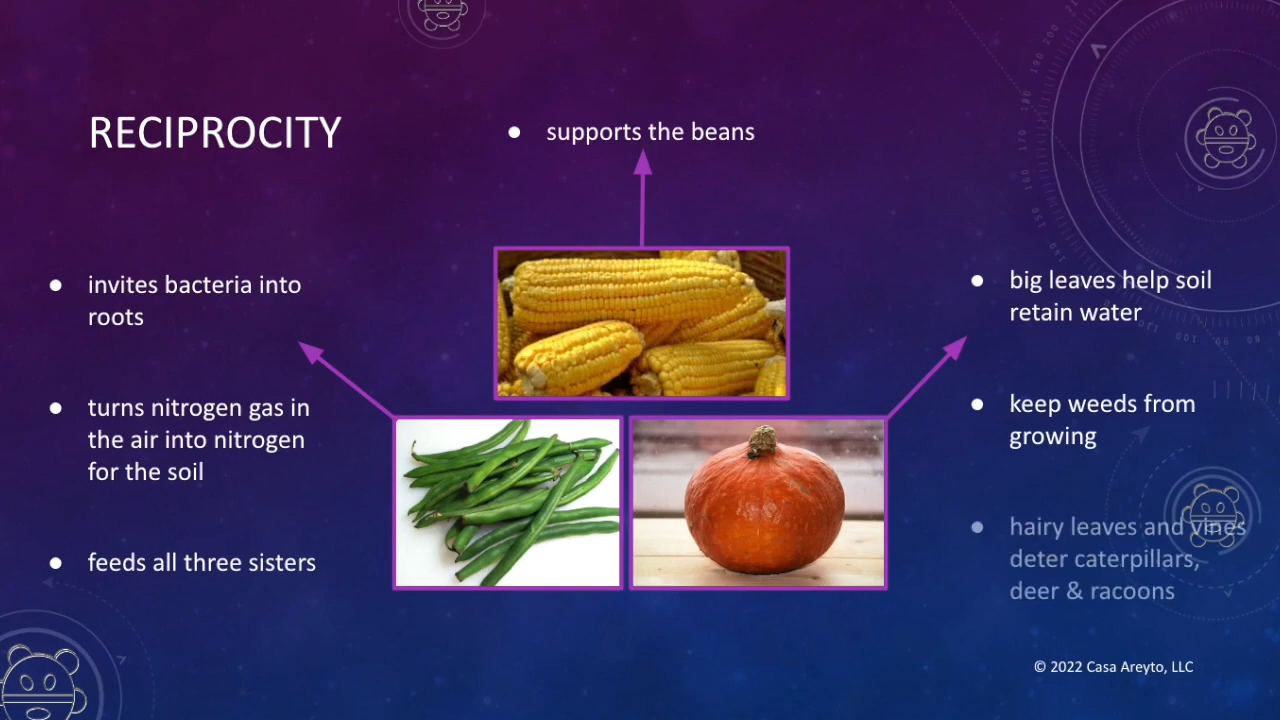 RECIPROCITY
● supports the beans
● invites bacteria into
roots
● turns nitrogen gas in
the air into nitrogen
for the soil
● feeds all three sisters
● big leaves help soil
retain water
● keep weeds from
growing
● hairy leaves and vines
deter caterpillars,
deer & racoons
© 2022 Casa Areyto, LLC